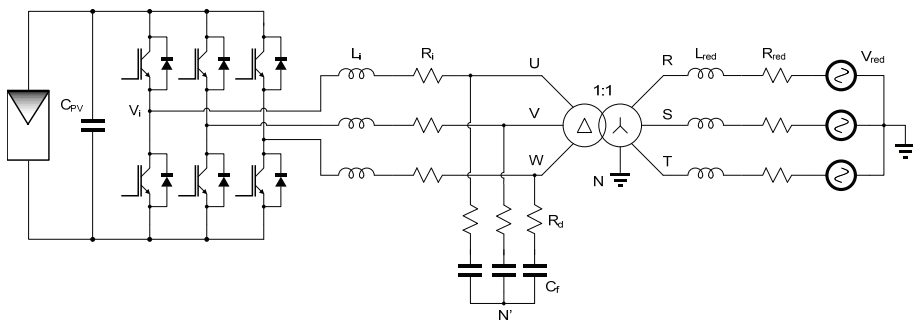 C_PV
V_i
L_i
R_i
U
V
W
1:1
N
R
S
T
L_red
R_red
V_red
R_d
C_f
N'